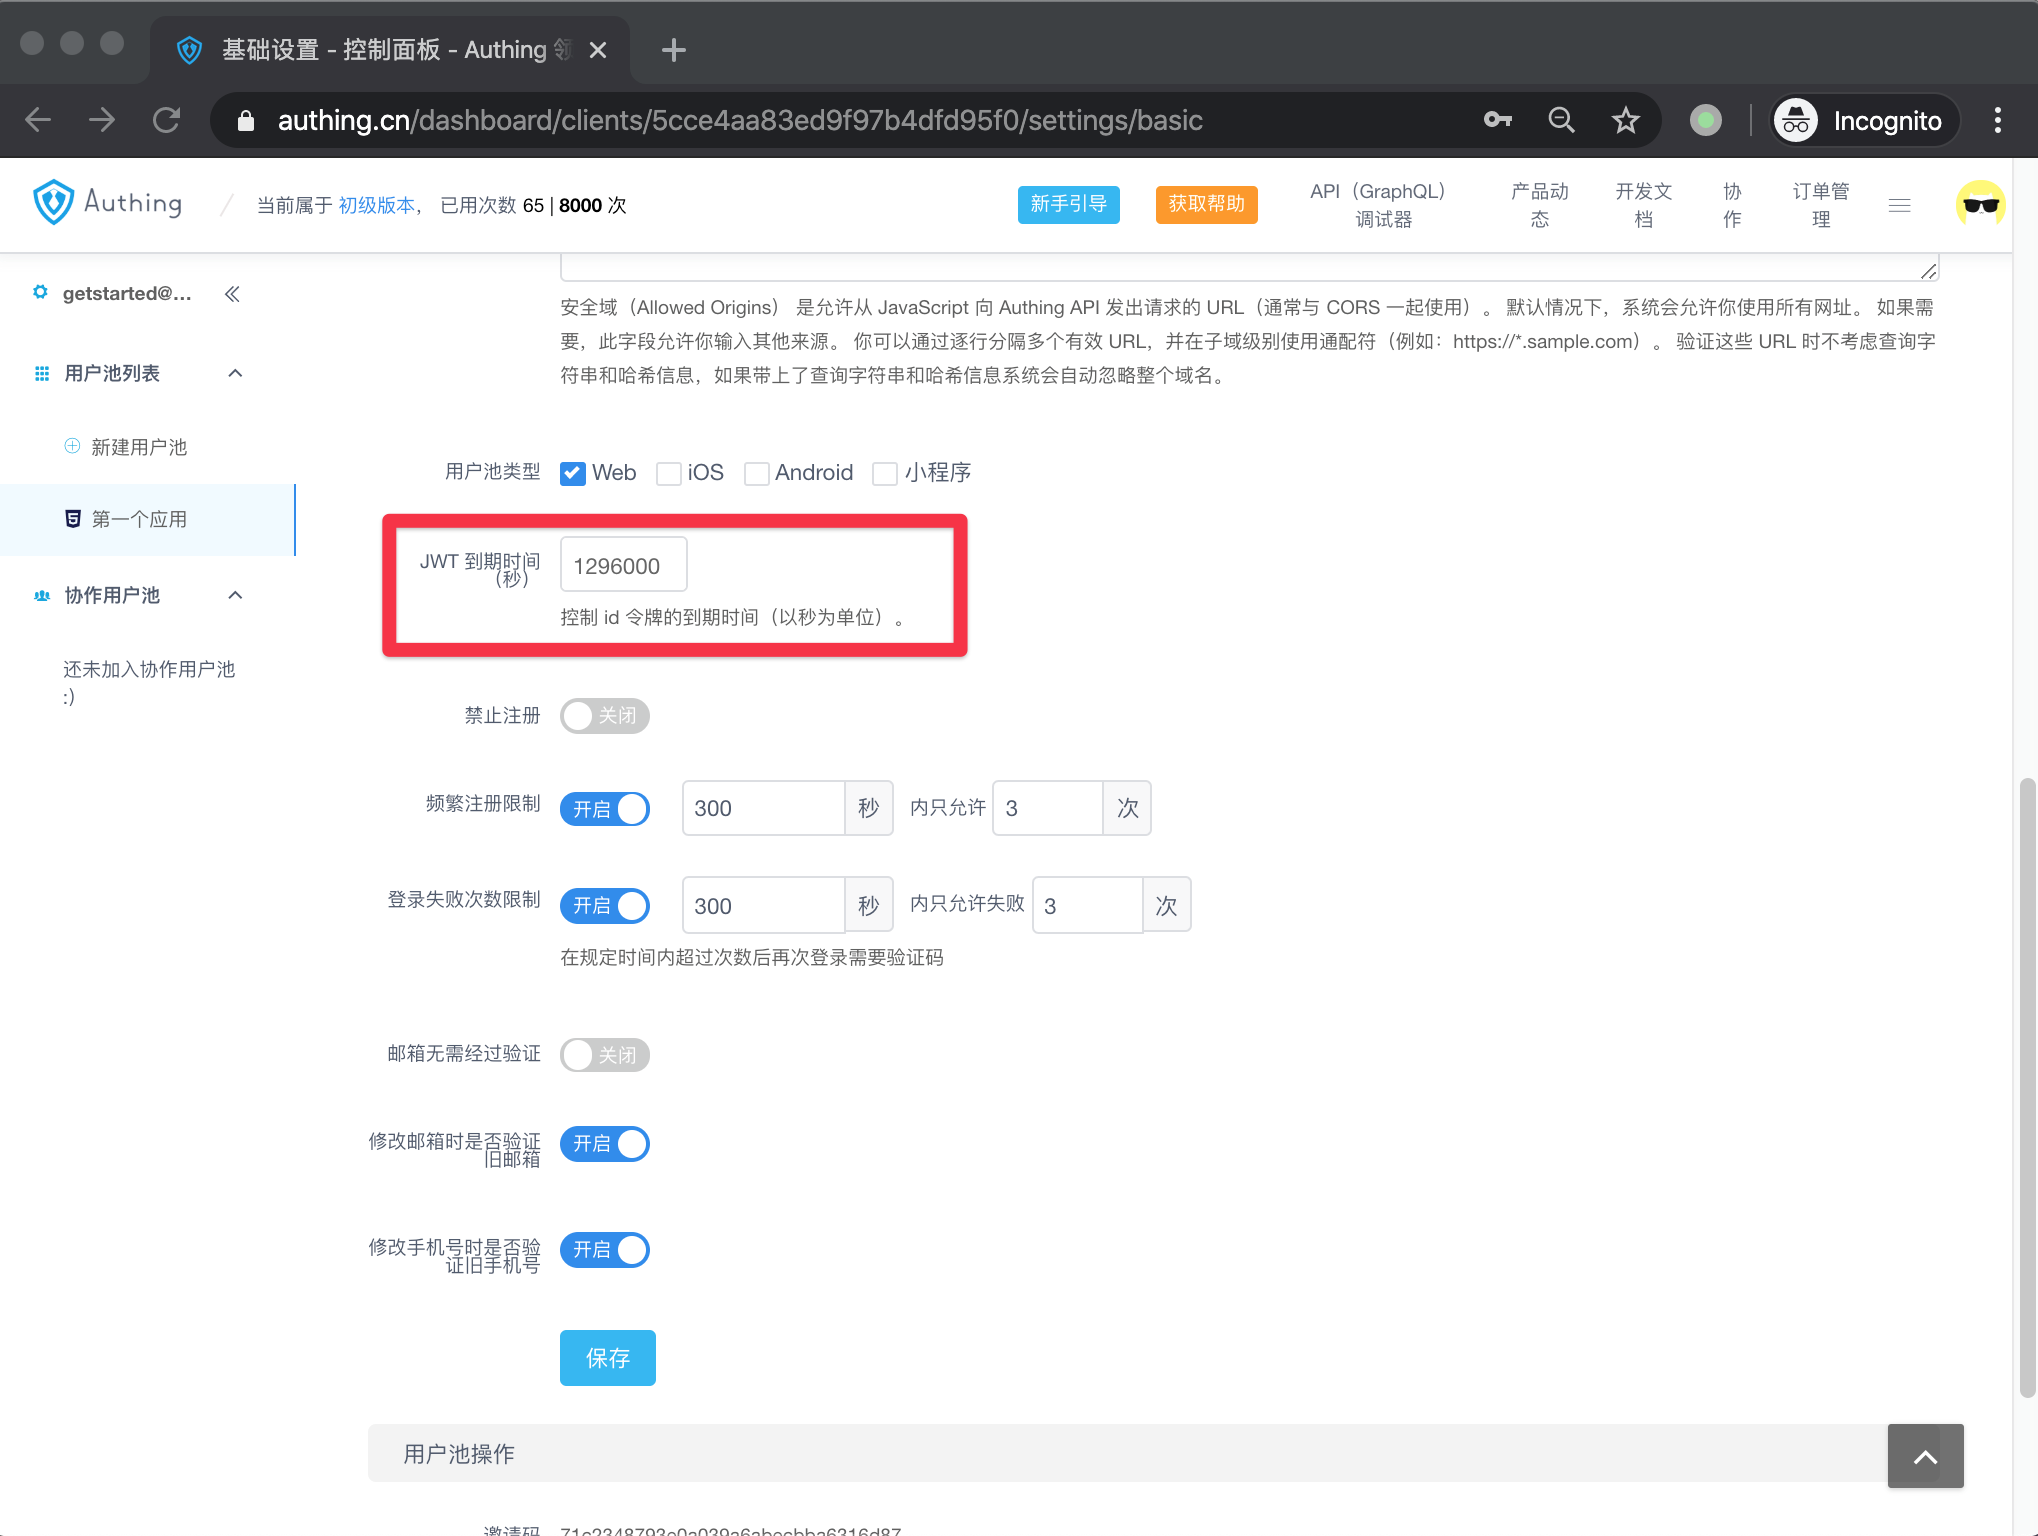 基础设置 - 控制面板 - Authing
authing.cn/dashboard/clients/5cce4aa83ed9f97b4dfd95f0/settings/basic
Incognito
Authing
当前属于 初级版本， 已用次数 65 | 8000 次
新手引导
获取帮助
API（GraphQL）
调试器
产品动
态
开发文
档
协
作
订单管
理
getstarted@...
用户池列表
新建用户池
第一个应用
协作用户池
还未加入协作用户池
:)
安全域（Allowed Origins） 是允许从 JavaScript 向 Authing API 发出请求的 URL（通常与 CORS 一起使用）。 默认情况下，系统会允许你使用所有网址。 如果需
要，此字段允许你输入其他来源。 你可以通过逐行分隔多个有效 URL，并在子域级别使用通配符（例如：https://*.sample.com）。 验证这些 URL 时不考虑查询字
符串和哈希信息，如果带上了查询字符串和哈希信息系统会自动忽略整个域名。
用户池类型 Web iOS Android 小程序
JWT 到期时间
（秒）
1296000
控制 id 令牌的到期时间（以秒为单位）。
禁止注册 关闭
频繁注册限制 开启 300 秒 内只允许 3 次
登录失败次数限制 开启 300 秒 内只允许失败 3 次
在规定时间内超过次数后再次登录需要验证码
邮箱无需经过验证 关闭
修改邮箱时是否验证
旧邮箱
开启
修改手机号时是否验
证旧手机号
开启
保存
用户池操作
邀请码